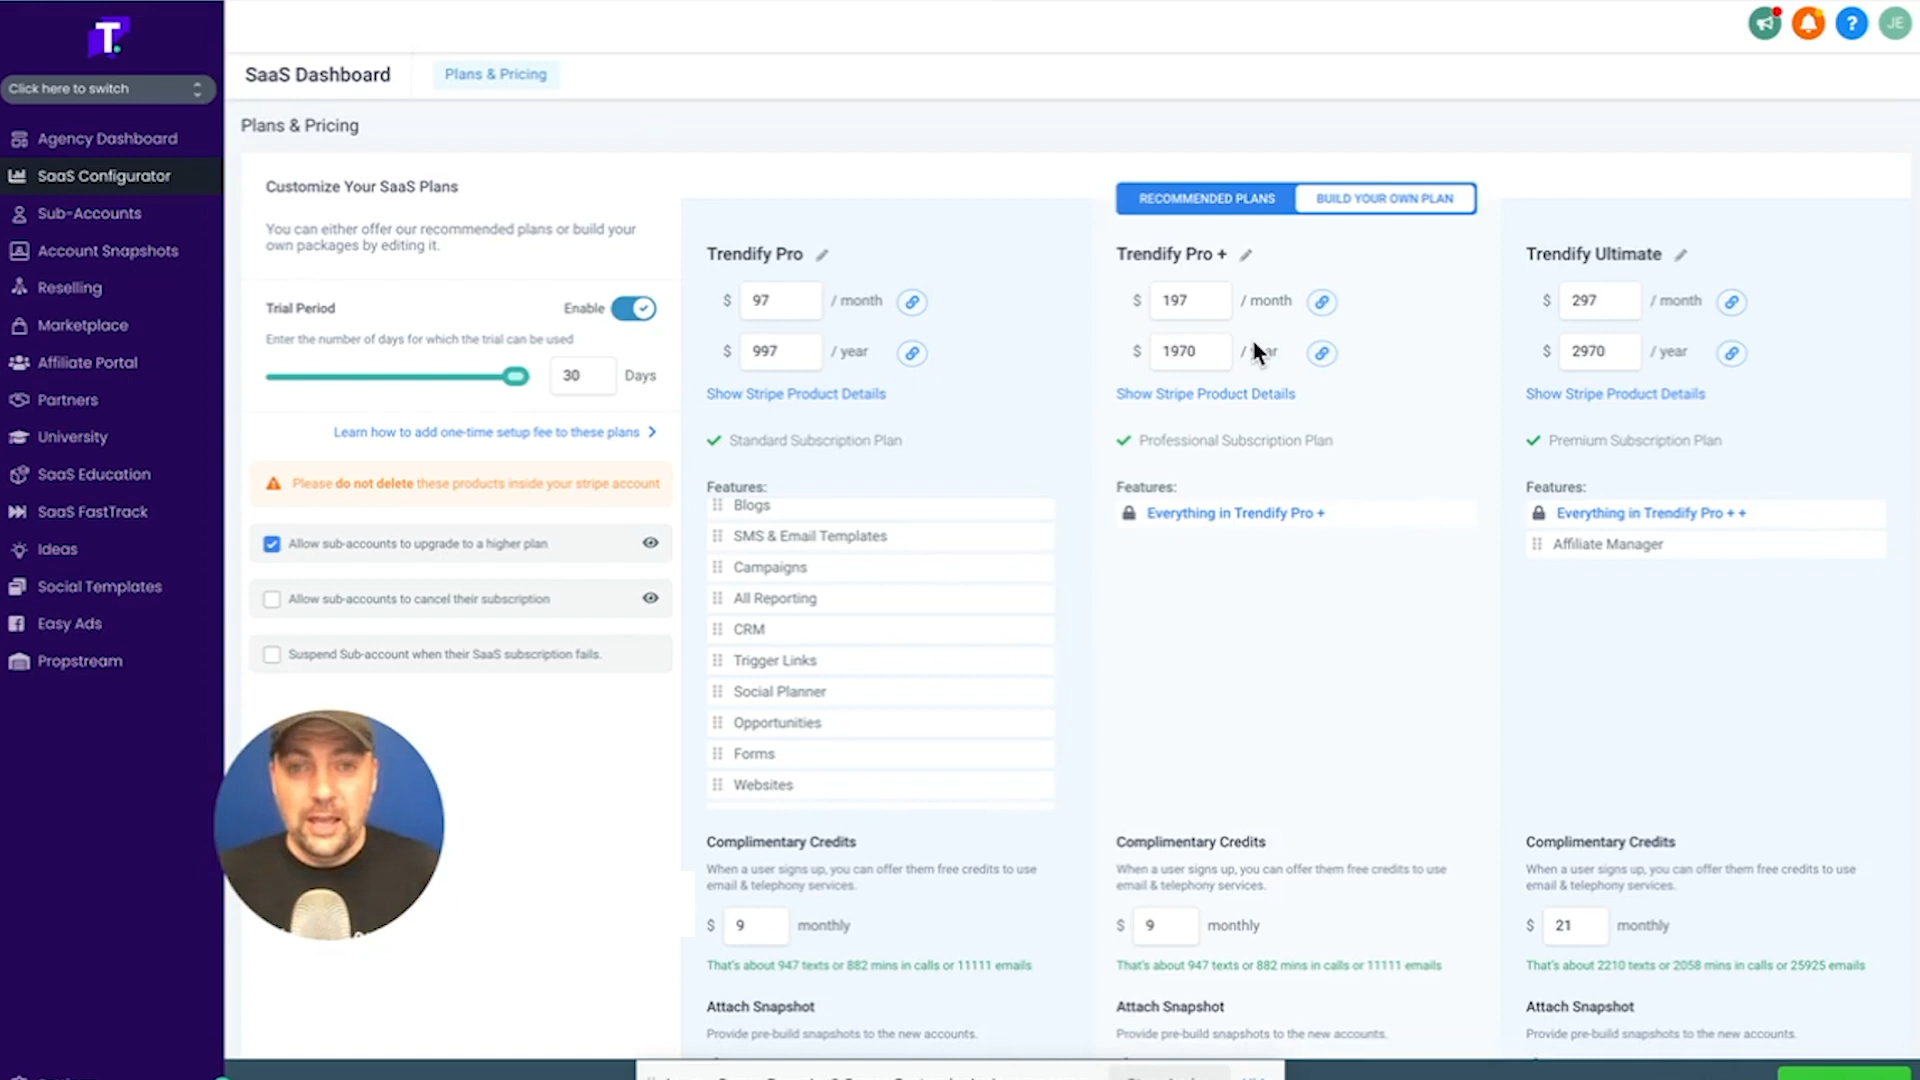 T.
JE
Click here to switch
SaaS Dashboard
Plans & Pricing
Agency Dashboard
SaaS Configurator
Sub-Accounts
Account Snapshots
Reselling
Marketplace
Affiliate Portal
Partners
University
SaaS Education
SaaS FastTrack
Ideas
Social Templates
Easy Ads
Propstream
Plans & Pricing
Customize Your SaaS Plans
You can either offer our recommended plans or build your
own packages by editing it.
Trial Period
Enable
Enter the number of days for which the trial can be used
30 Days
Learn how to add one-time setup fee to these plans
Please do not delete these products inside your stripe account
Allow sub-accounts to upgrade to a higher plan
Allow sub-accounts to cancel their subscription
Suspend Sub-account when their SaaS subscription fails.
RECOMMENDED PLANS
BUILD YOUR OWN PLAN
Trendify Pro
$ 97 / month
$ 997 / year
Show Stripe Product Details
Standard Subscription Plan
Features:
Blogs
SMS & Email Templates
Campaigns
All Reporting
CRM
Trigger Links
Social Planner
Opportunities
Forms
Websites
Complimentary Credits
When a user signs up, you can offer them free credits to use
email & telephony services.
$ 9 monthly
That's about 947 texts or 882 mins in calls or 11111 emails
Attach Snapshot
Provide pre-build snapshots to the new accounts.
Trendify Pro +
$ 197 / month
$ 1970 /
Show Stripe Product Details
Professional Subscription Plan
Features:
Everything in Trendify Pro +
Complimentary Credits
When a user signs up, you can offer them free credits to use
email & telephony services.
$ 9 monthly
That's about 947 texts or 882 mins in calls or 11111 emails
Attach Snapshot
Provide pre-build snapshots to the new accounts.
Trendify Ultimate
$ 297 / month
$ 2970 / year
Show Stripe Product Details
Premium Subscription Plan
Features:
Everything in Trendify Pro + +
Affiliate Manager
Complimentary Credits
When a user signs up, you can offer them free credits to use
email & telephony services.
$ 21 monthly
That's about 2210 texts or 2058 mins in calls or 25925 emails
Attach Snapshot
Provide pre-build snapshots to the new accounts.